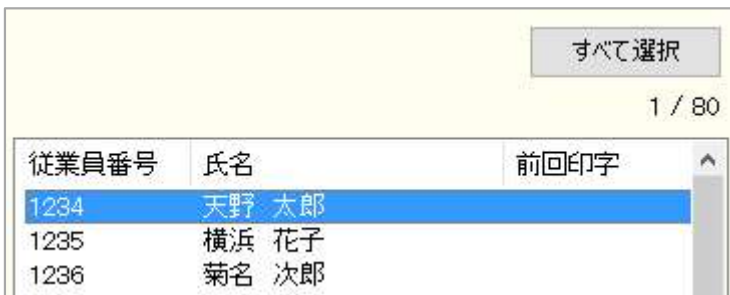 すべて選択
1 / 80
従業員番号 氏名 前回印字
1234 天野 太郎
1235 横浜 花子
1236 菊名 次郎